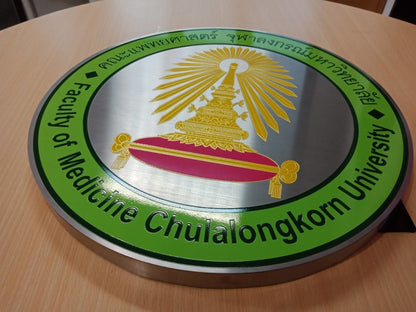 คณะแพทยศาสตร์ จุฬาลงกรณ์มหาวิทยาลัย
Faculty of Medicine Chulalongkorn University